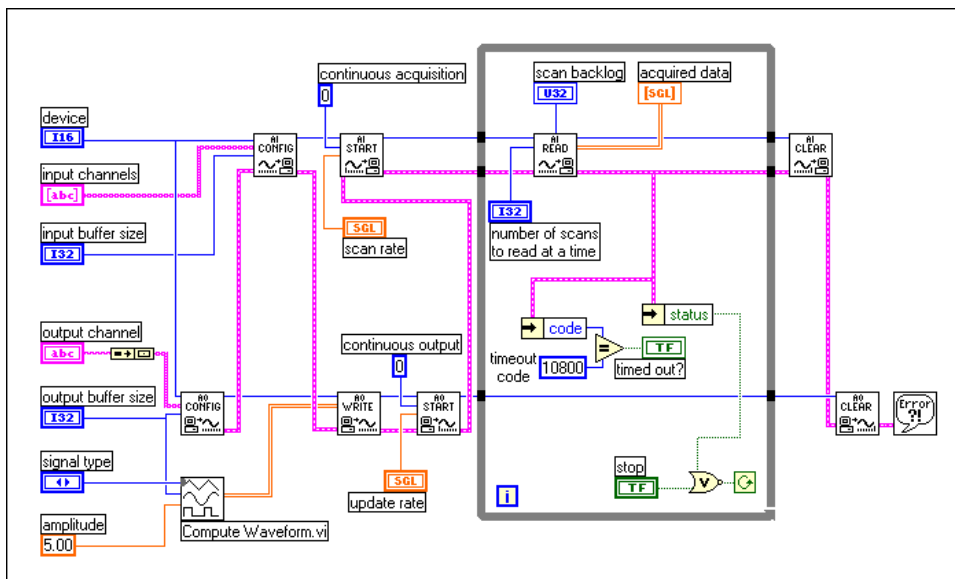 continuous acquisition
0
scan backlog
U32
acquired data
[SGL]
device
I16
AI
CONFIG
AI
START
AI
READ
AI
CLEAR
input channels
[abc]
input buffer size
I32
SGL
scan rate
I32
number of scans
to read at a time
code
status
output channel
abc
continuous output
0
timeout
code
10800
=
TF
timed out?
output buffer size
I32
AO
CONFIG
AO
WRITE
AO
START
AO
CLEAR
Error
?!
signal type
stop
TF
V
SGL
update rate
i
amplitude
5.00
Compute Waveform.vi